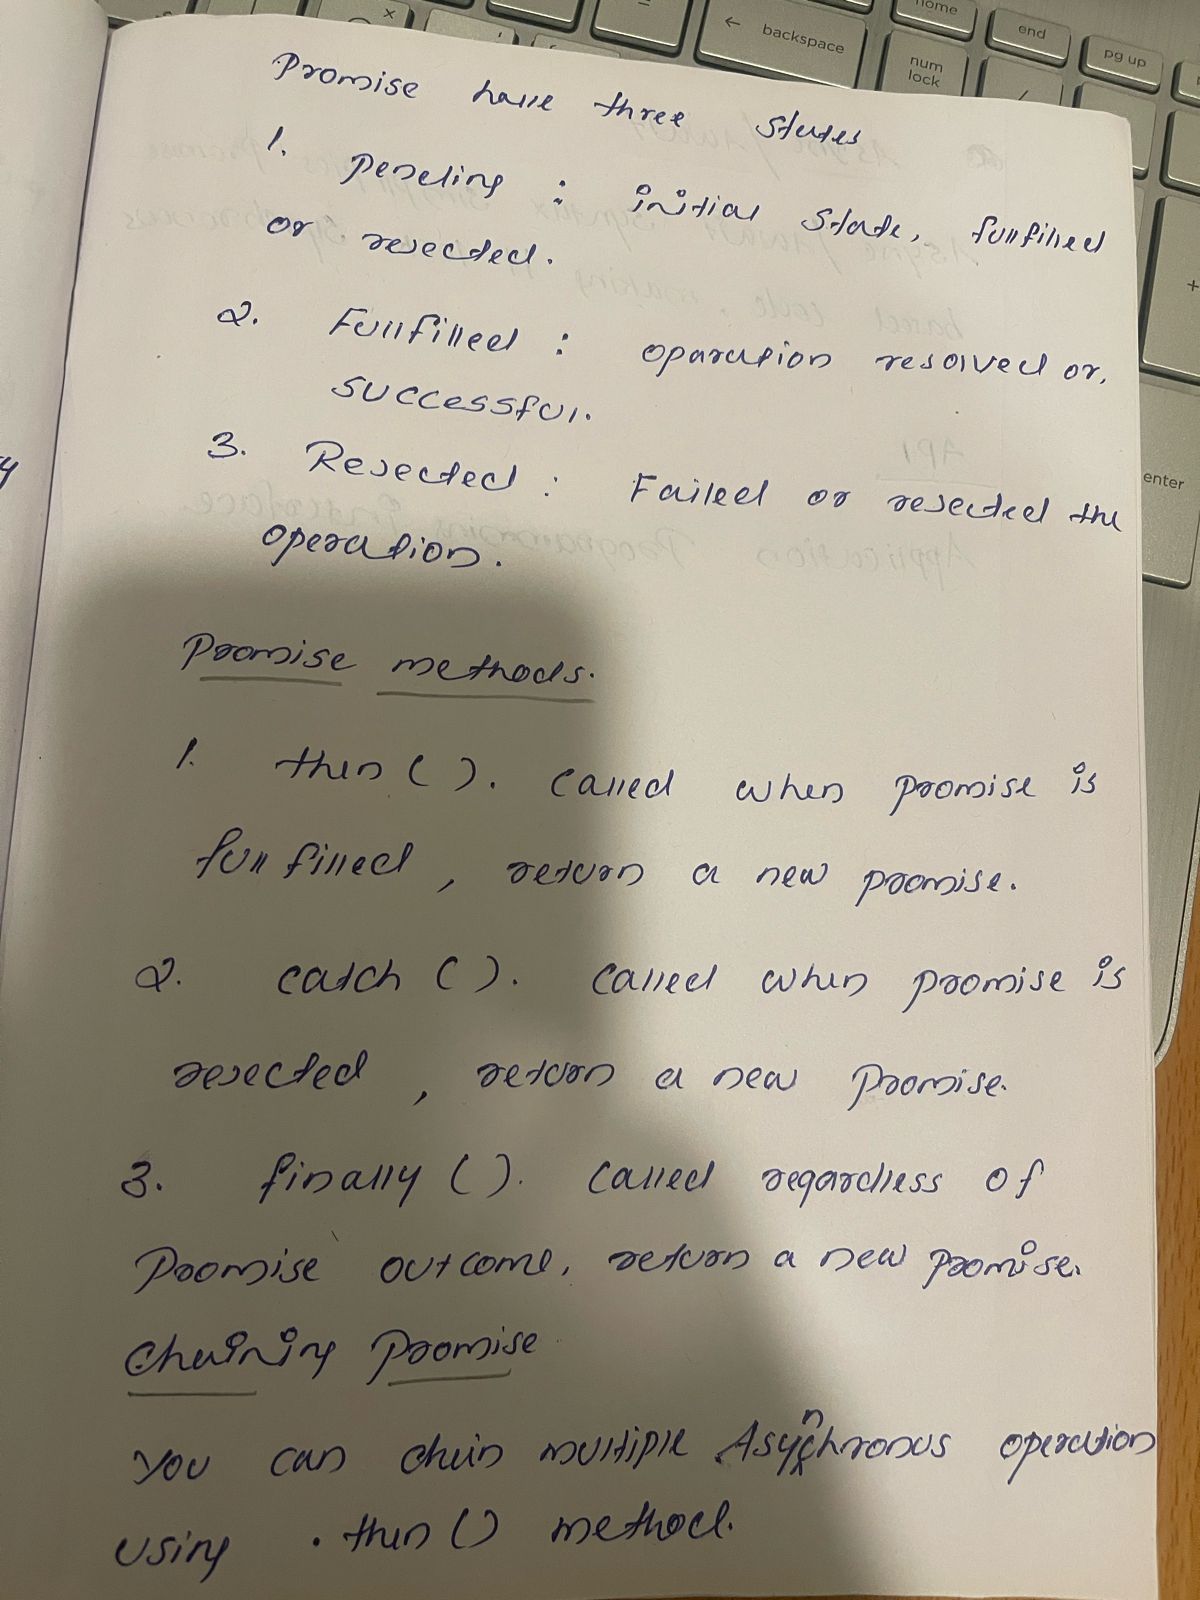 backspace
home
end
pg up
num
lock
enter
Promise have three states
1. pending : initial state, fullfilled
or rejected.
2. Fullfilled : oparation resolved or.
successful.
3. Rejected : Failed or rejected the
operation.
Promise methods.
1. then ( ). Called when promise is
fullfilled , return a new promise.
2. catch ( ). Called when promise is
rejected , return a new Promise.
3. finally ( ). Called regardless of
Promise outcome, return a new promise.
Chaining Promise
You can chain multiple Asynchronous operation
using .then () method.